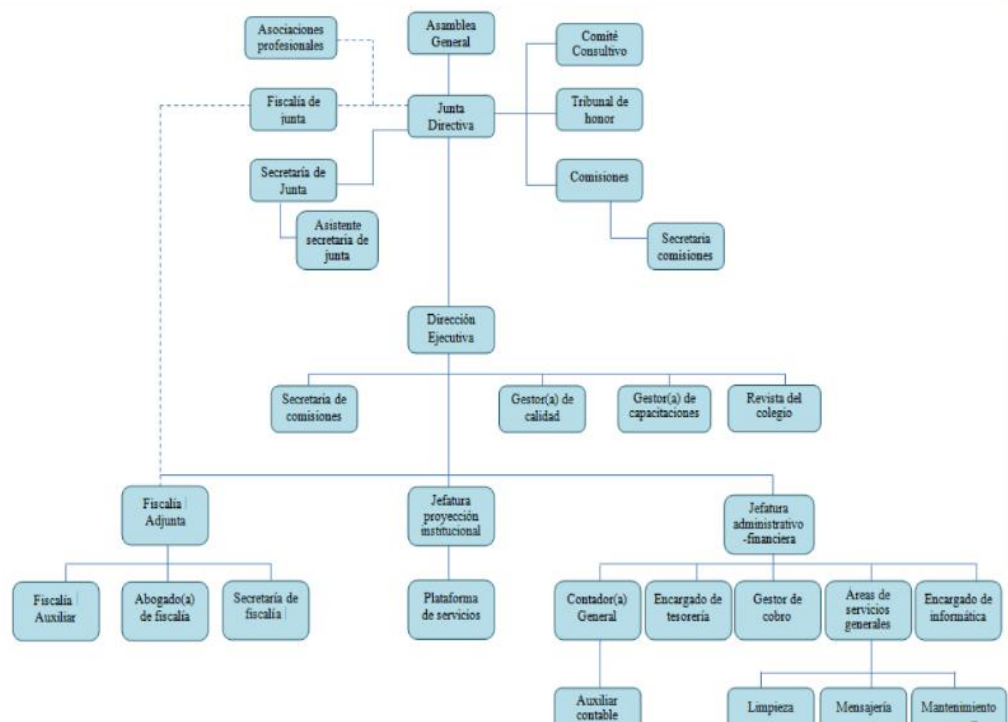 Asociaciones
profesionales
Asamblea
General
Comité
Consultivo
Fiscalía de
junta
Junta
Directiva
Tribunal de
honor
Secretaría de
Junta
Comisiones
Asistente
secretaria de
junta
Secretaria
comisiones
Dirección
Ejecutiva
Secretaria de
comisiones
Gestor(a) de
calidad
Gestor(a) de
capacitaciones
Revista del
colegio
Fiscalía
Adjunta
Jefatura
proyección
institucional
Jefatura
administrativo
-financiera
Fiscalía
Auxiliar
Abogado(a)
de fiscalía
Secretaría de
fiscalía
Plataforma
de servicios
Contador(a)
General
Encargado de
tesorería
Gestor de
cobro
Áreas de
servicios
generales
Encargado de
informática
Auxiliar
contable
Limpieza
Mensajería
Mantenimiento